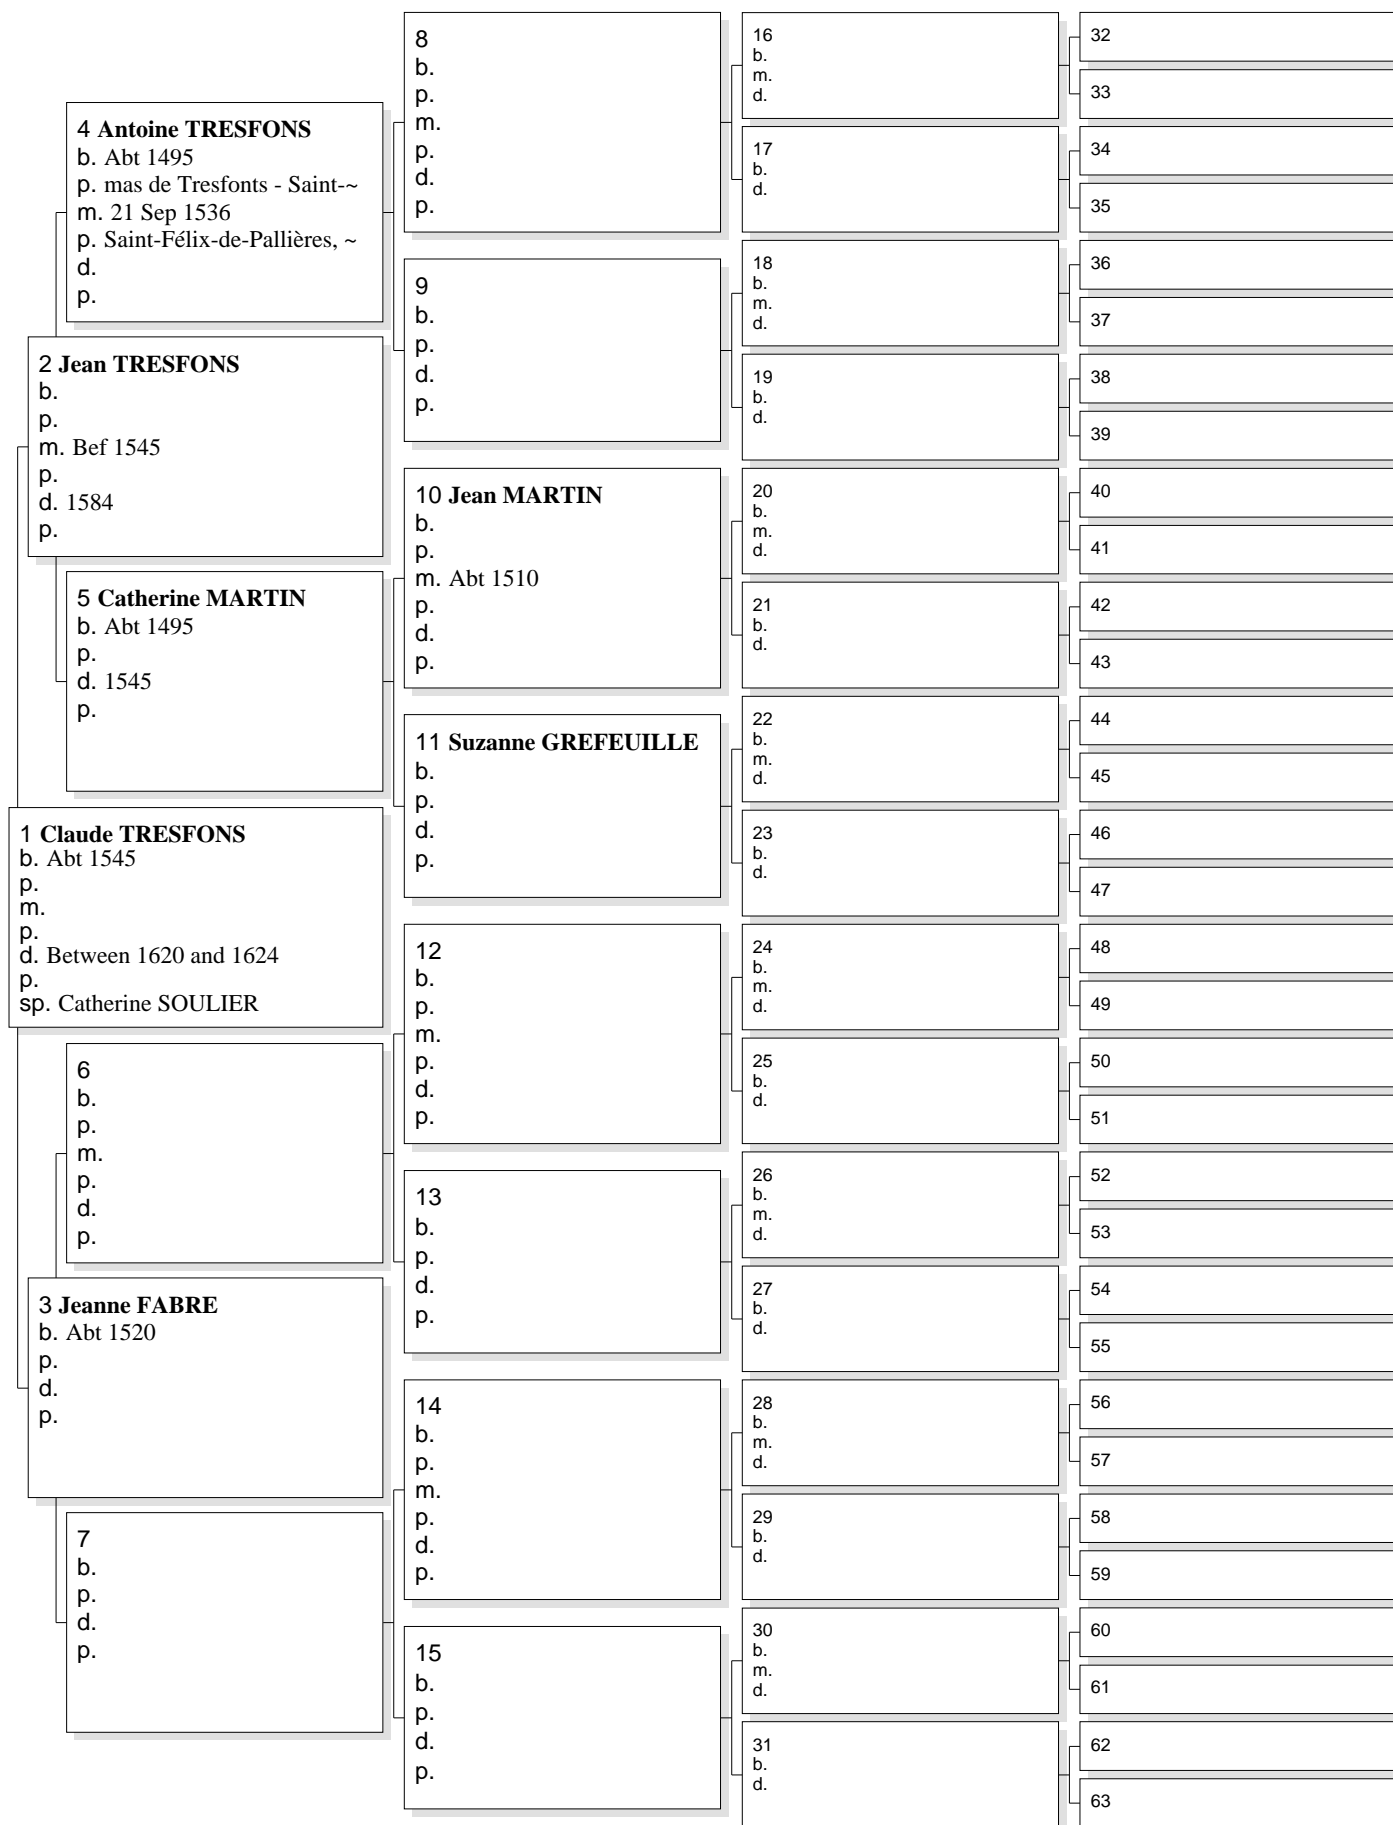 4 Antoine TRESFONS
b. Abt 1495
p. mas de Tresfonts - Saint-~
m. 21 Sep 1536
p. Saint-Félix-de-Pallières, ~
d.
p.
2 Jean TRESFONS
b.
p.
m. Bef 1545
p.
d. 1584
p.
5 Catherine MARTIN
b. Abt 1495
p.
d. 1545
p.
1 Claude TRESFONS
b. Abt 1545
p.
m.
p.
d. Between 1620 and 1624
p.
sp. Catherine SOULIER
6
b.
p.
m.
p.
d.
p.
3 Jeanne FABRE
b. Abt 1520
p.
d.
p.
7
b.
p.
d.
p.
8
b.
p.
m.
p.
d.
p.
9
b.
p.
d.
p.
10 Jean MARTIN
b.
p.
m. Abt 1510
p.
d.
p.
11 Suzanne GREFEUILLE
b.
p.
d.
p.
12
b.
p.
m.
p.
d.
p.
13
b.
p.
d.
p.
14
b.
p.
m.
p.
d.
p.
15
b.
p.
d.
p.
16
b.
m.
d.
17
b.
d.
18
b.
m.
d.
19
b.
d.
20
b.
m.
d.
21
b.
d.
22
b.
m.
d.
23
b.
d.
24
b.
m.
d.
25
b.
d.
26
b.
m.
d.
27
b.
d.
28
b.
m.
d.
29
b.
d.
30
b.
m.
d.
31
b.
d.
32
33
34
35
36
37
38
39
40
41
42
43
44
45
46
47
48
49
50
51
52
53
54
55
56
57
58
59
60
61
62
63